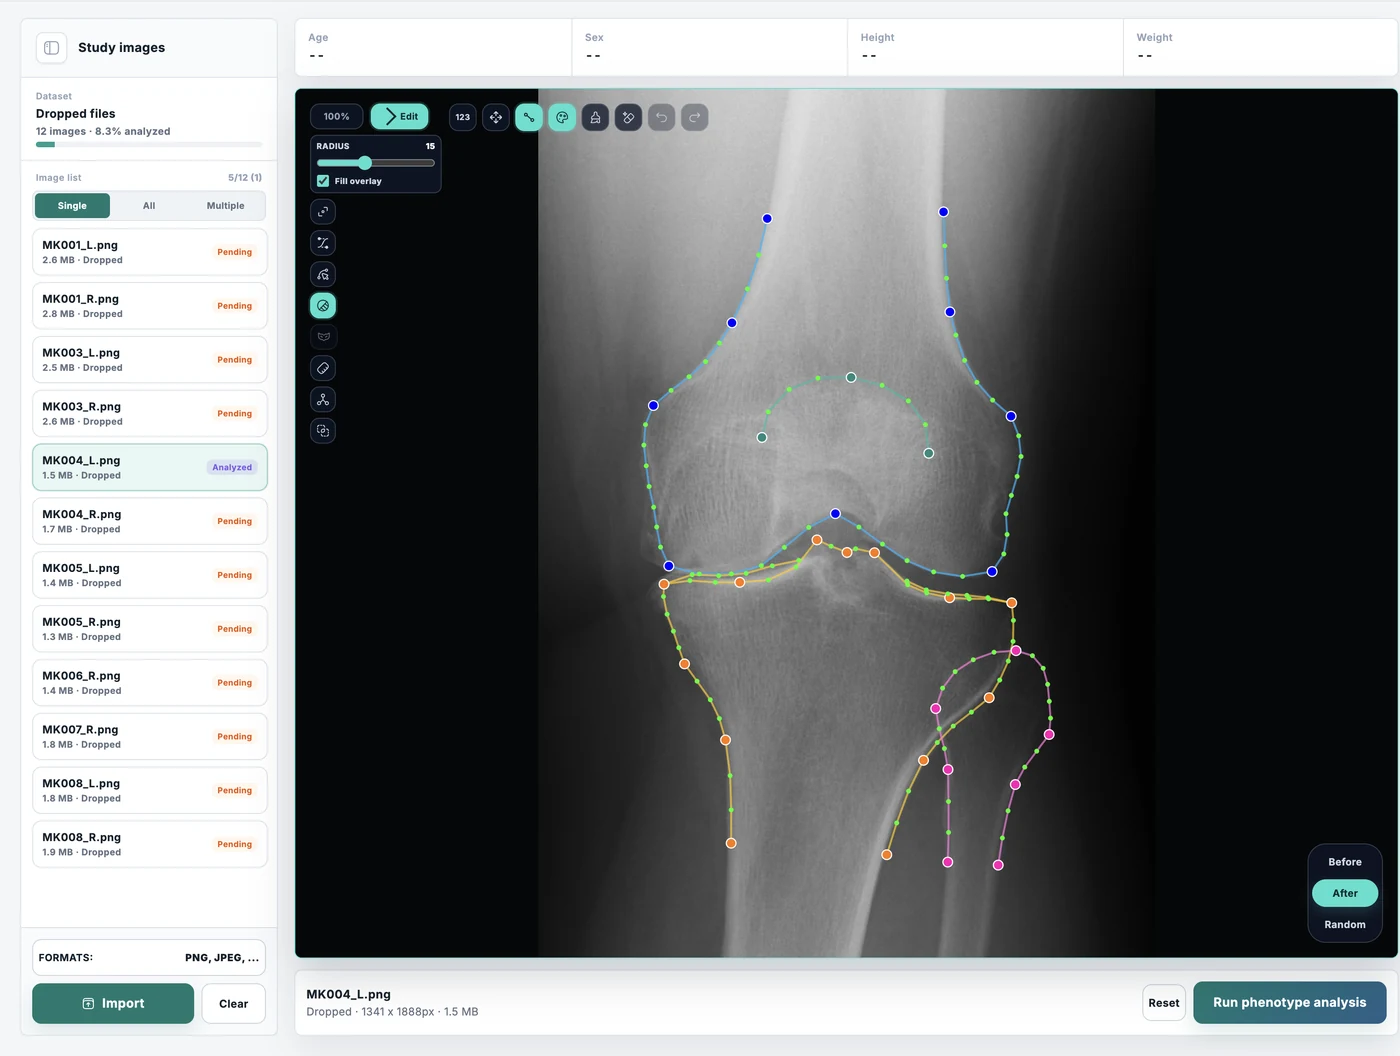 Study images
Dataset
Dropped files
12 images · 8.3% analyzed
Image list 5/12 (1)
Single All Multiple
MK001_L.png
2.6 MB · Dropped
Pending
MK001_R.png
2.8 MB · Dropped
Pending
MK003_L.png
2.5 MB · Dropped
Pending
MK003_R.png
2.6 MB · Dropped
Pending
MK004_L.png
1.5 MB · Dropped
Analyzed
MK004_R.png
1.7 MB · Dropped
Pending
MK005_L.png
1.4 MB · Dropped
Pending
MK005_R.png
1.3 MB · Dropped
Pending
MK006_R.png
1.4 MB · Dropped
Pending
MK007_R.png
1.8 MB · Dropped
Pending
MK008_L.png
1.8 MB · Dropped
Pending
MK008_R.png
1.9 MB · Dropped
Pending
FORMATS: PNG, JPEG, ...
Import
Clear
Age
--
Sex
--
Height
--
Weight
--
100% Edit 123
RADIUS 15
Fill overlay
Before
After
Random
MK004_L.png
Dropped · 1341 x 1888px · 1.5 MB
Reset
Run phenotype analysis